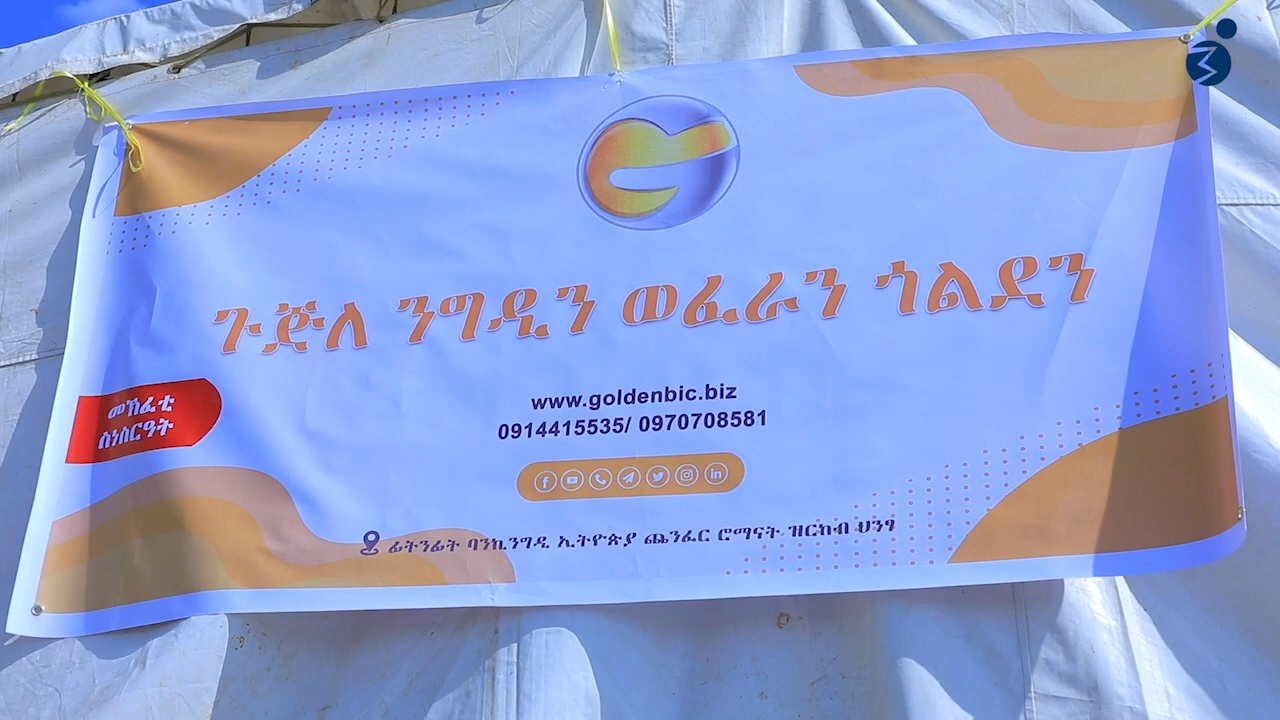 ጉጅለ ንግዲን ወፈራን ጎልደን
www.goldenbic.biz
0914415535/ 0970708581
መኽፈቲ
ስነስርዓት
ፊትንፊት ባንኪንግዲ ኢትዮጵያ ጨንፈር ሮማናት ዝርከብ ህንፃ